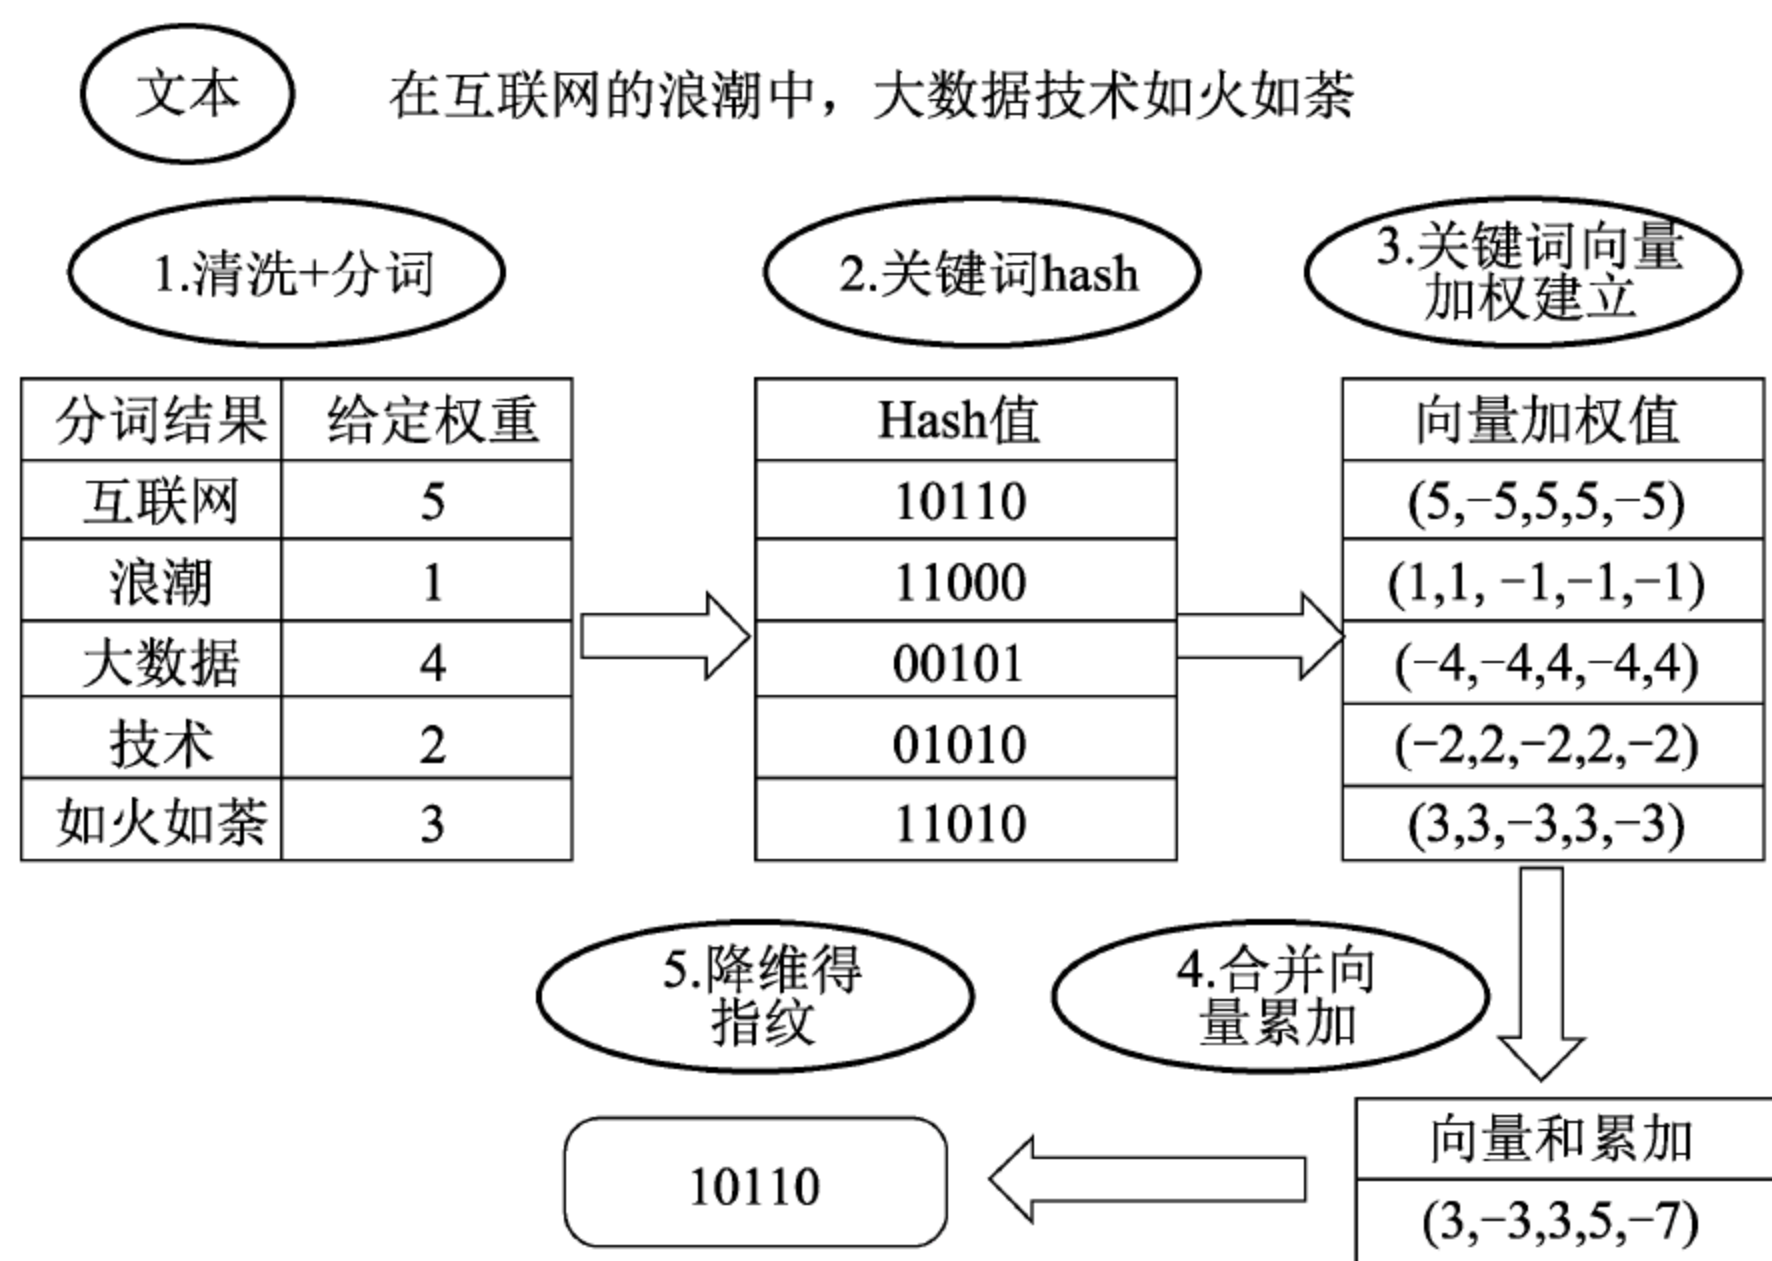 文本
在互联网的浪潮中，大数据技术如火如荼
1.清洗+分词
2.关键词hash
3.关键词向量
加权建立
分词结果 给定权重
互联网 5
浪潮 1
大数据 4
技术 2
如火如荼 3
Hash值
10110
11000
00101
01010
11010
向量加权值
(5,−5,5,5,−5)
(1,1, −1,−1,−1)
(−4,−4,4,−4,4)
(−2,2,−2,2,−2)
(3,3,−3,3,−3)
4.合并向
量累加
向量和累加
(3,−3,3,5,−7)
5.降维得
指纹
10110